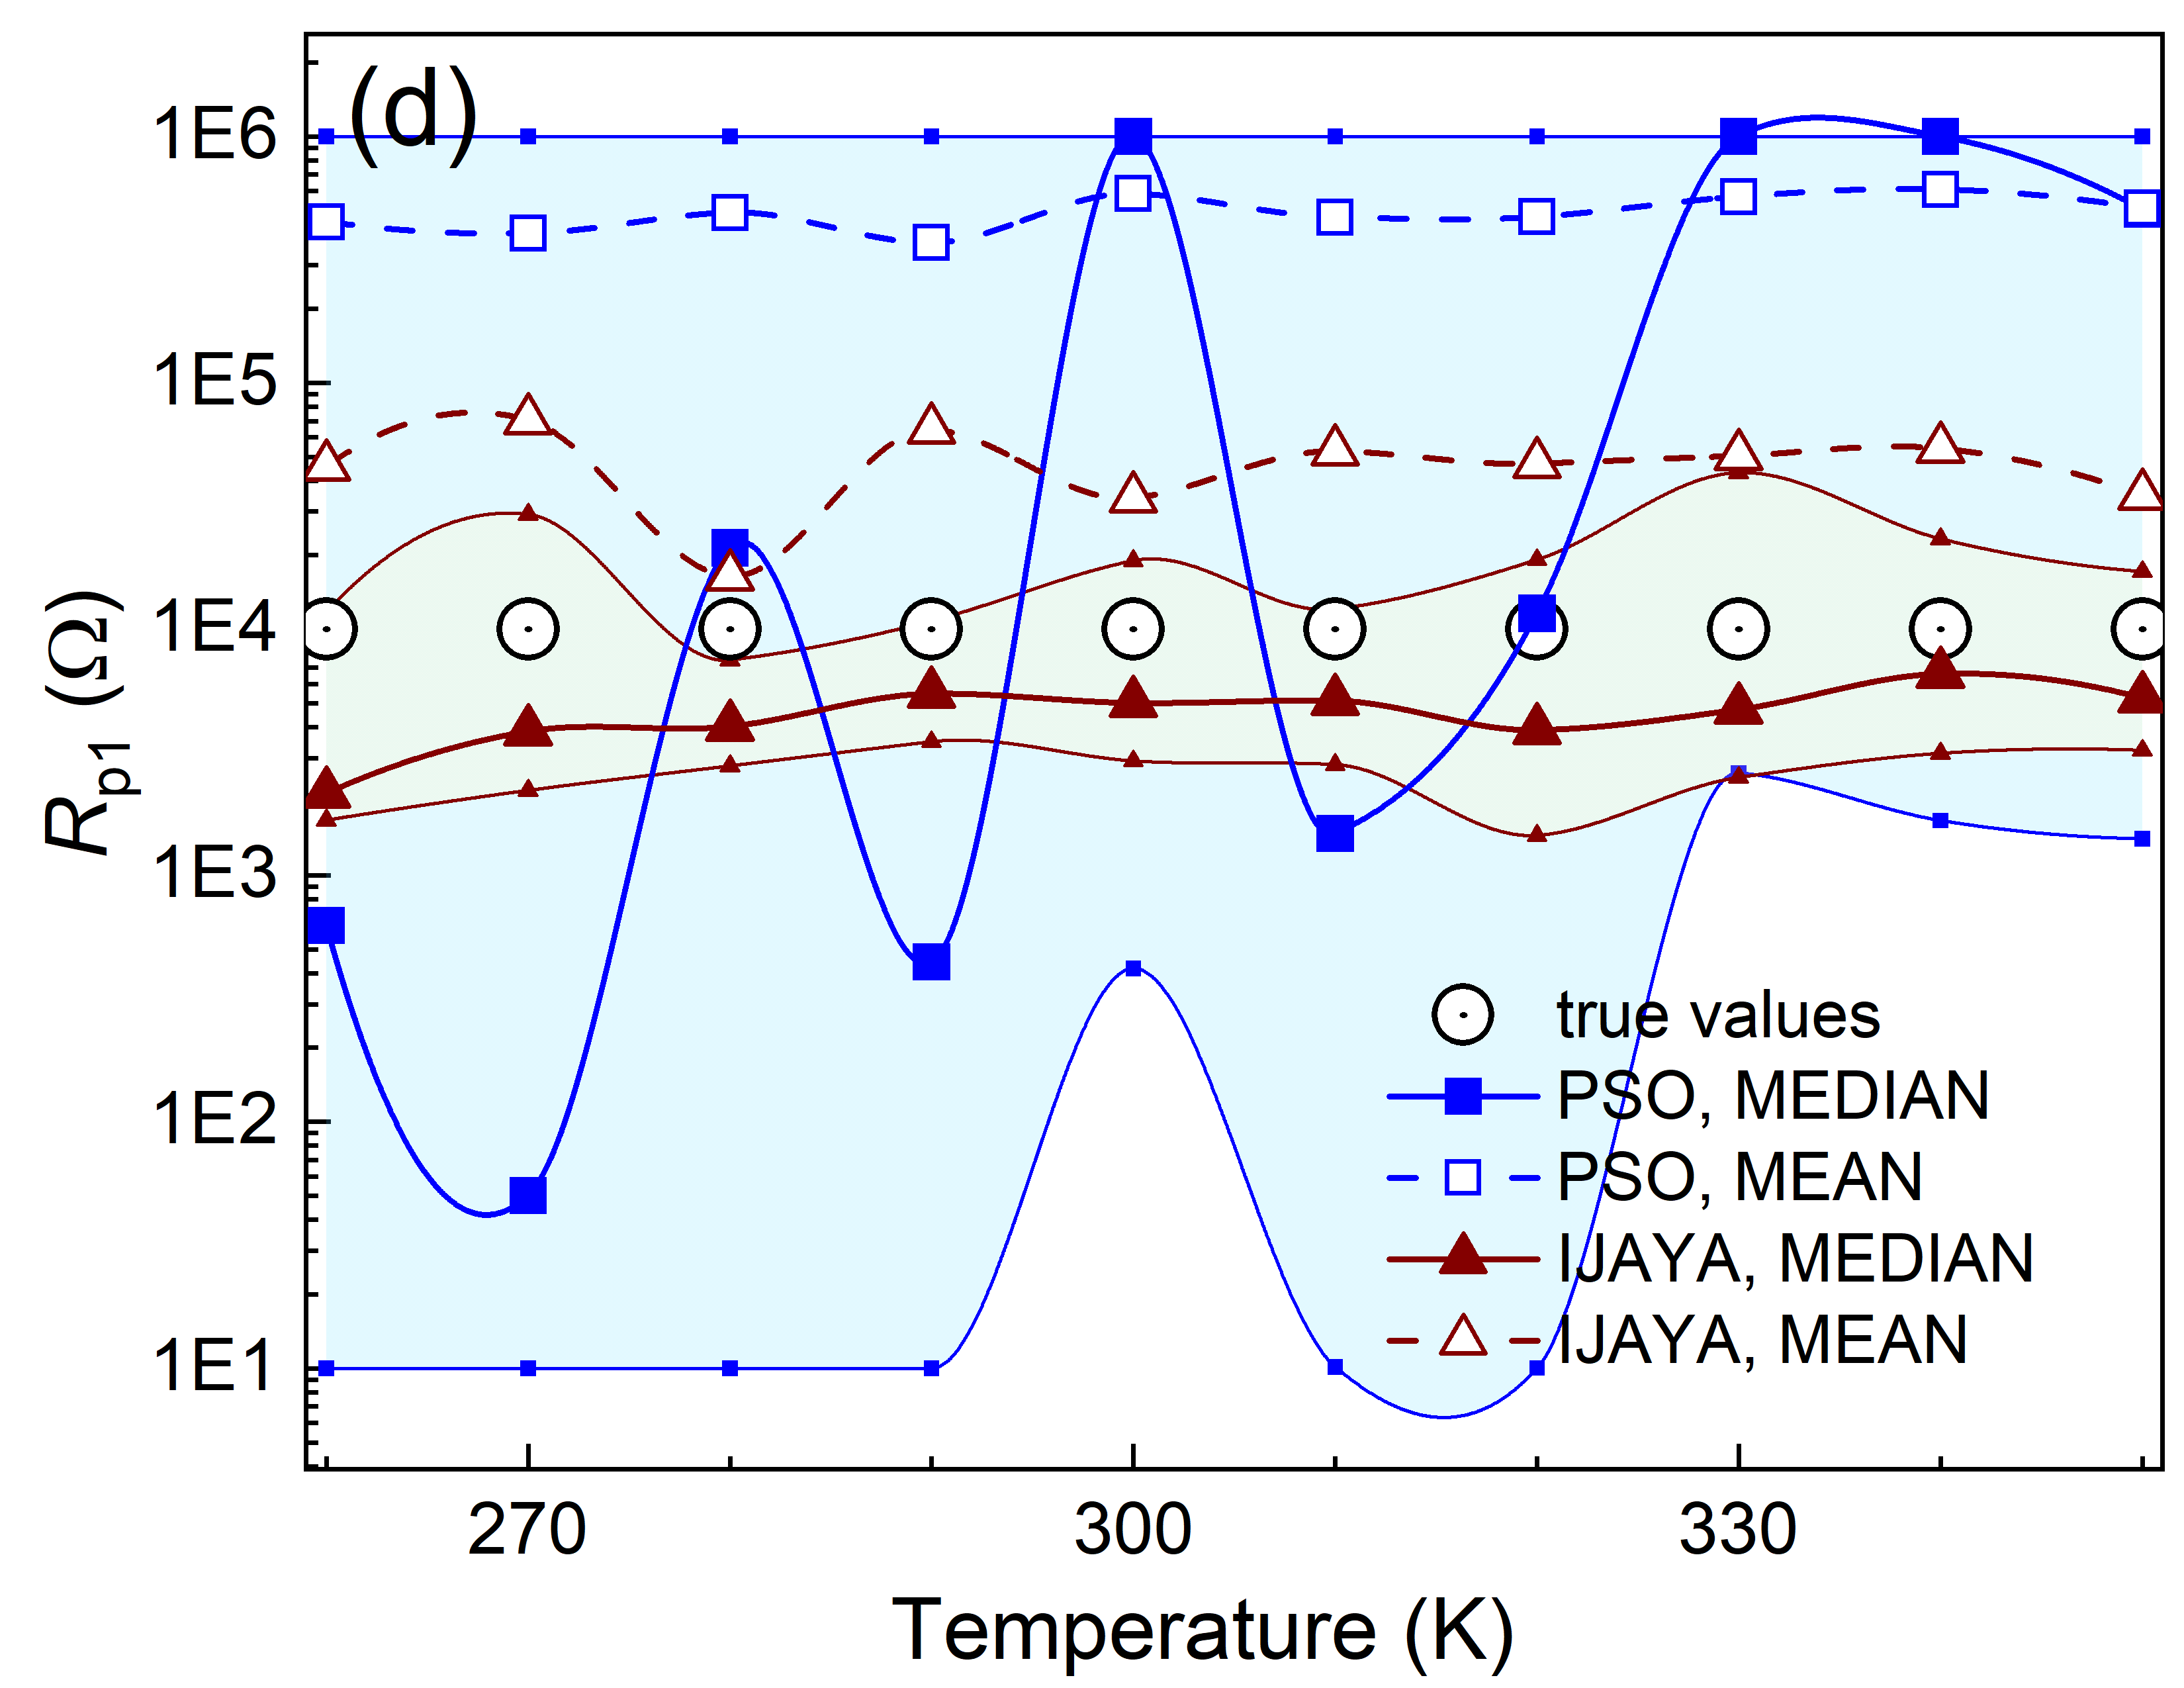 (d)
1E6
1E5
1E4
1E3
1E2
1E1
Rp1 (Ω)
true values
PSO, MEDIAN
PSO, MEAN
IJAYA, MEDIAN
IJAYA, MEAN
270 300 330
Temperature (K)